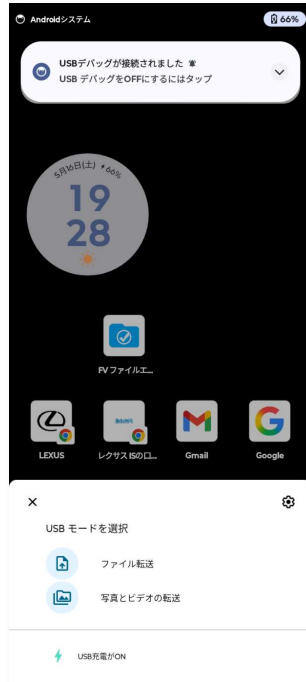 Androidシステム
66%
USBデバッグが接続されました
USB デバッグをOFFにするにはタップ
5月16日(土) 66%
19
28
FV ファイルエ...
LEXUS
レクサス ISの口...
Gmail
Google
USB モードを選択
ファイル転送
写真とビデオの転送
USB充電がON